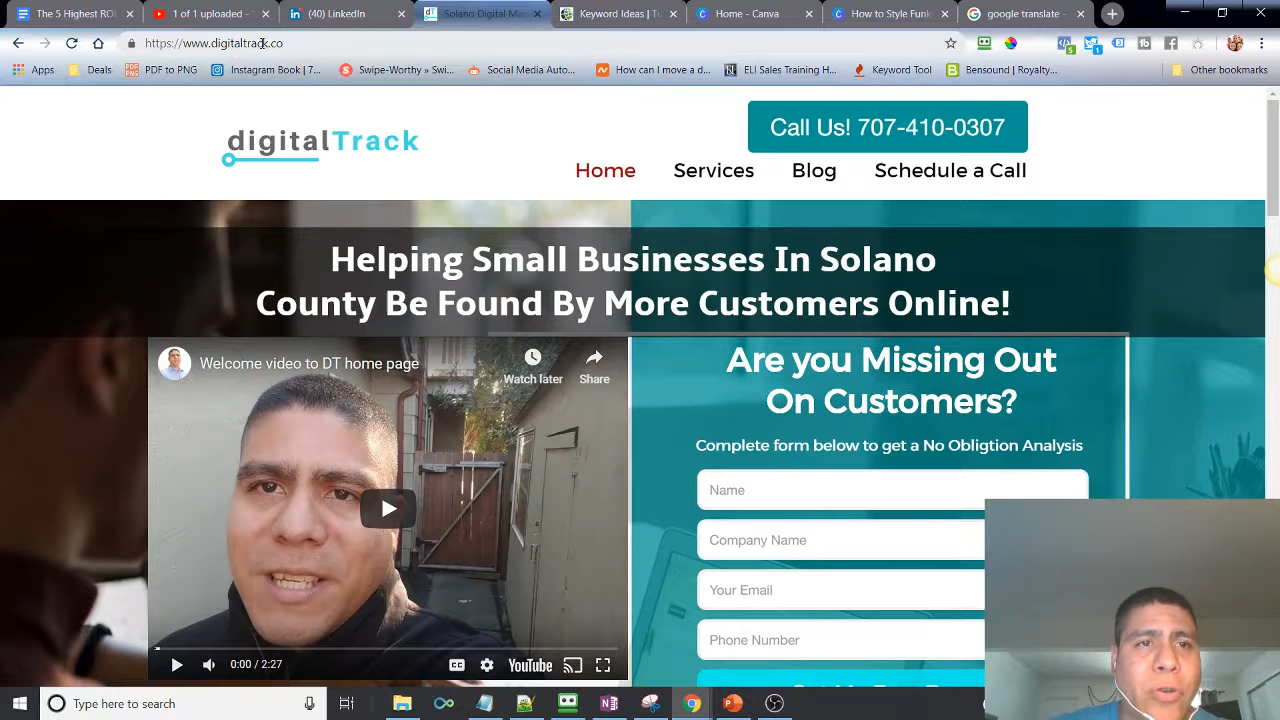 The 5 Highest RO
1 of 1 uploaded -
(40) LinkedIn
Solano Digital M
Keyword Ideas | Tu
Home - Canva
How to Style Funk
google translate -
https://www.digitaltrack.co
Apps
Deals
PDF to PNG
Instagram Book | 7...
Swipe-Worthy » Swi...
Social Media Auto...
How can I move a d...
ELI Sales Training H...
Keyword Tool
Bensound | Royalty...
Other bookmarks
digitalTrack
Call Us! 707-410-0307
Home
Services
Blog
Schedule a Call
Helping Small Businesses In Solano
County Be Found By More Customers Online!
Welcome video to DT home page
Watch later
Share
0:00 / 2:27
YouTube
Are you Missing Out
On Customers?
Complete form below to get a No Obligtion Analysis
Name
Company Name
Your Email
Phone Number
Type here to search